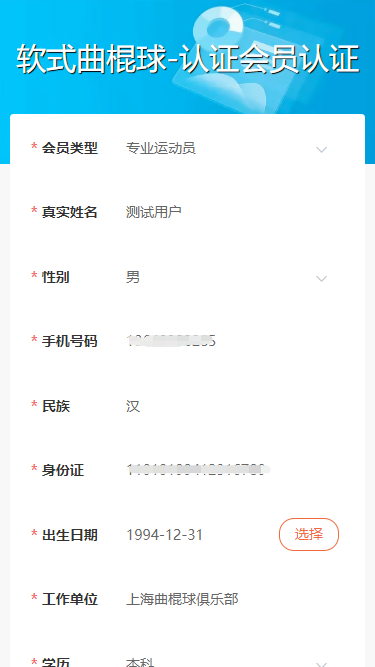 软式曲棍球-认证会员认证
* 会员类型 专业运动员
* 真实姓名 测试用户
* 性别 男
* 手机号码
* 民族 汉
* 身份证
* 出生日期 1994-12-31 选择
* 工作单位 上海曲棍球俱乐部
* 学历 本科